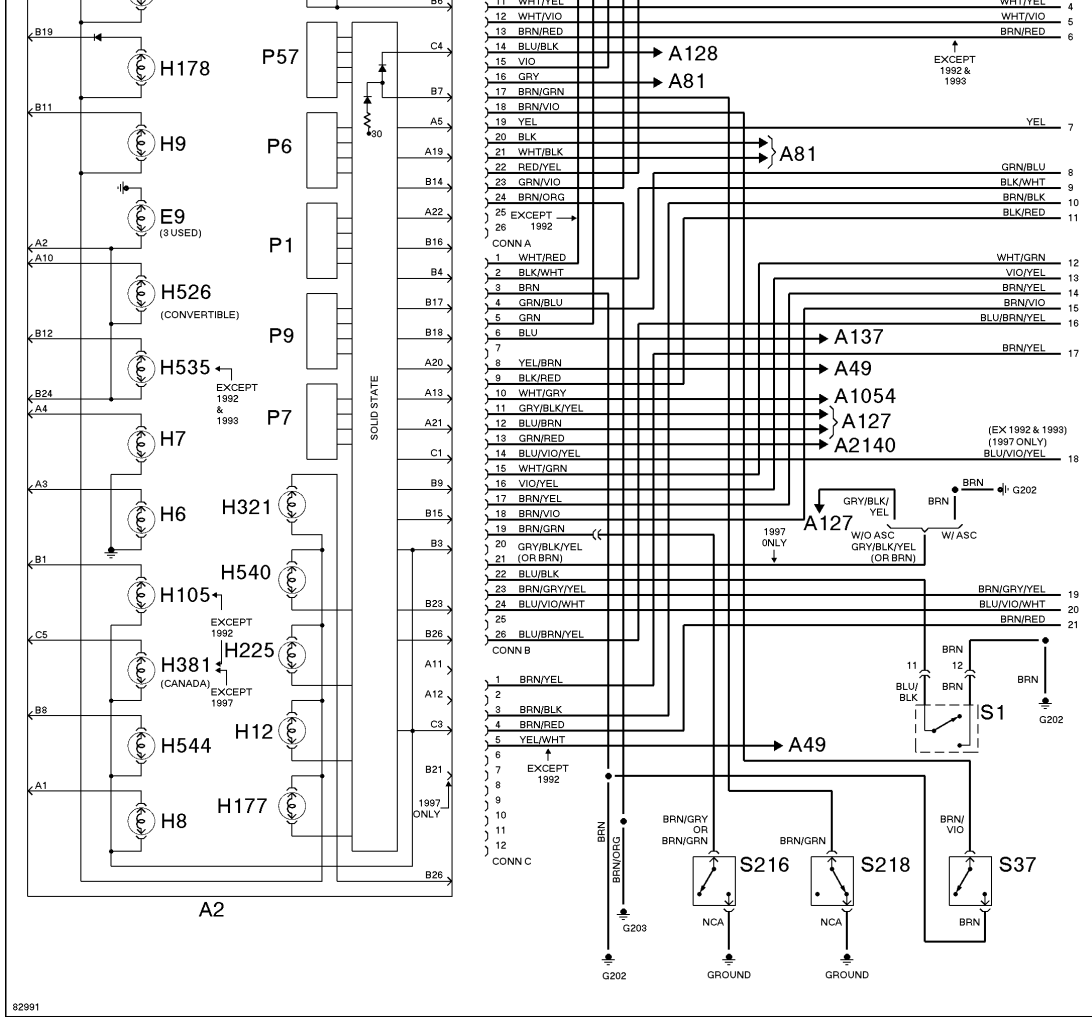 B6
11 WHT/YEL WHT/YEL 4
12 WHT/VIO WHT/VIO 5
B19
13 BRN/RED BRN/RED 6
C4
14 BLU/BLK A128
P57
15 VIO
EXCEPT
1992 &
1993
H178
16 GRY A81
B7
17 BRN/GRN
B11
18 BRN/VIO
A5
19 YEL YEL 7
30
H9
P6
20 BLK
A19
21 WHT/BLK
A81
22 RED/YEL GRN/BLU 8
B14
23 GRN/VIO BLK/WHT 9
24 BRN/ORG BRN/BLK 10
E9
(3 USED)
A22
25 EXCEPT
1992
BLK/RED 11
26
A2
P1
B16
CONN A
A10
1 WHT/RED WHT/GRN 12
B4
2 BLK/WHT VIO/YEL 13
H526
(CONVERTIBLE)
3 BRN BRN/YEL 14
B17
4 GRN/BLU BRN/VIO 15
5 GRN BLU/BRN/YEL 16
B12
P9
B18
6 BLU A137
7 BRN/YEL 17
H535
EXCEPT
1992
&
1993
A20
8 YEL/BRN A49
9 BLK/RED
B24
A13
10 WHT/GRY A1054
A4
11 GRY/BLK/YEL
P7
SOLID STATE
A21
12 BLU/BRN
A127
13 GRN/RED A2140
(EX 1992 & 1993)
(1997 ONLY)
H7
C1
14 BLU/VIO/YEL BLU/VIO/YEL 18
15 WHT/GRN
A3
B9
16 VIO/YEL
BRN G202
17 BRN/YEL
GRY/BLK/
YEL
BRN
H321
H6
B15
18 BRN/VIO
A127
19 BRN/GRN
1997
ONLY
W/O ASC
GRY/BLK/YEL
(OR BRN)
W/ ASC
B3
20 GRY/BLK/YEL
21 (OR BRN)
B1
H540
22 BLU/BLK
H105
EXCEPT
1992
23 BRN/GRY/YEL BRN/GRY/YEL 19
B23
24 BLU/VIO/WHT BLU/VIO/WHT 20
25 BRN/RED 21
C5
H225
B26
26 BLU/BRN/YEL
CONN B
BRN
H381
(CANADA)
EXCEPT
1997
A11
11 12
1 BRN/YEL
BLU/
BLK
BRN
BRN
A12
2
B8
3 BRN/BLK
S1
G202
H12
C3
4 BRN/RED
H544
5 YEL/WHT A49
6
EXCEPT
1992
B21
7
A1
8
H177
1997
ONLY
9
10
H8
11
12
CONN C
BRN
BRN/ORG
BRN/GRY
OR
BRN/GRN
BRN/GRN
BRN/
VIO
S216
S218
S37
B26
A2
G203
NCA
NCA
BRN
G202
GROUND
GROUND
82991